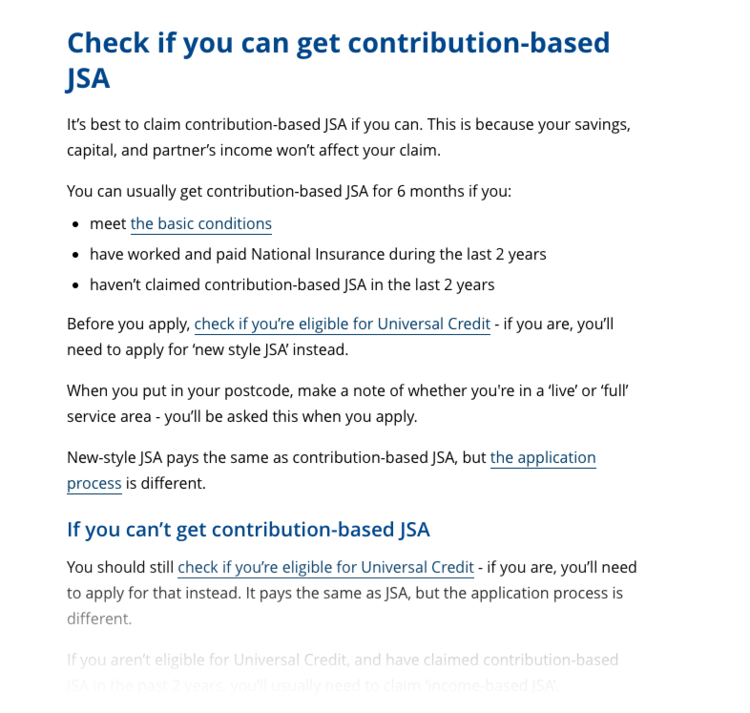 Check if you can get contribution-based
JSA
It’s best to claim contribution-based JSA if you can. This is because your savings,
capital, and partner’s income won’t affect your claim.
You can usually get contribution-based JSA for 6 months if you:
• meet the basic conditions
• have worked and paid National Insurance during the last 2 years
• haven’t claimed contribution-based JSA in the last 2 years
Before you apply, check if you’re eligible for Universal Credit - if you are, you’ll
need to apply for ‘new style JSA’ instead.
When you put in your postcode, make a note of whether you're in a ‘live’ or ‘full’
service area - you’ll be asked this when you apply.
New-style JSA pays the same as contribution-based JSA, but the application
process is different.
If you can’t get contribution-based JSA
You should still check if you’re eligible for Universal Credit - if you are, you’ll need
to apply for that instead. It pays the same as JSA, but the application process is
different.
If you aren’t eligible for Universal Credit, and have claimed contribution-based
JSA in the past 2 years, you’ll usually need to claim ‘income-based JSA’.